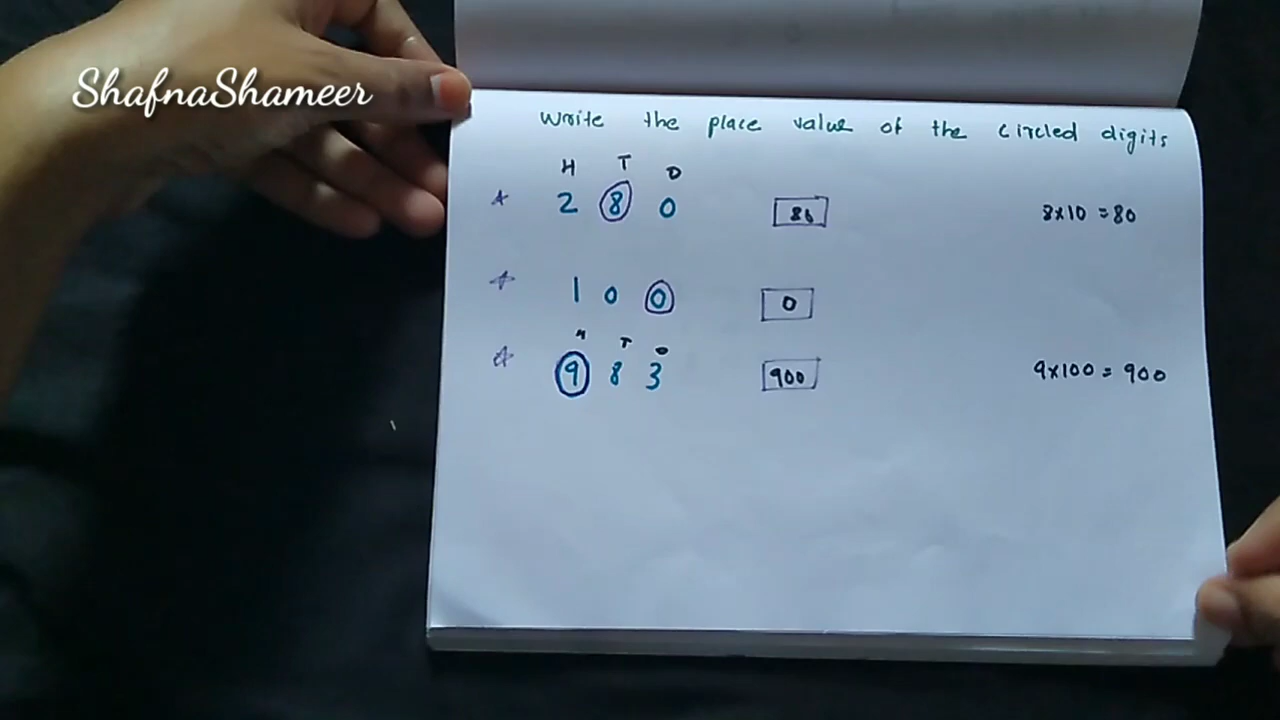 ShafnaShameer
Write the place value of the circled digits
H T O
2 8 0 80 8x10 = 80
1 0 0 0
H T O
9 8 3 900 9x100 = 900